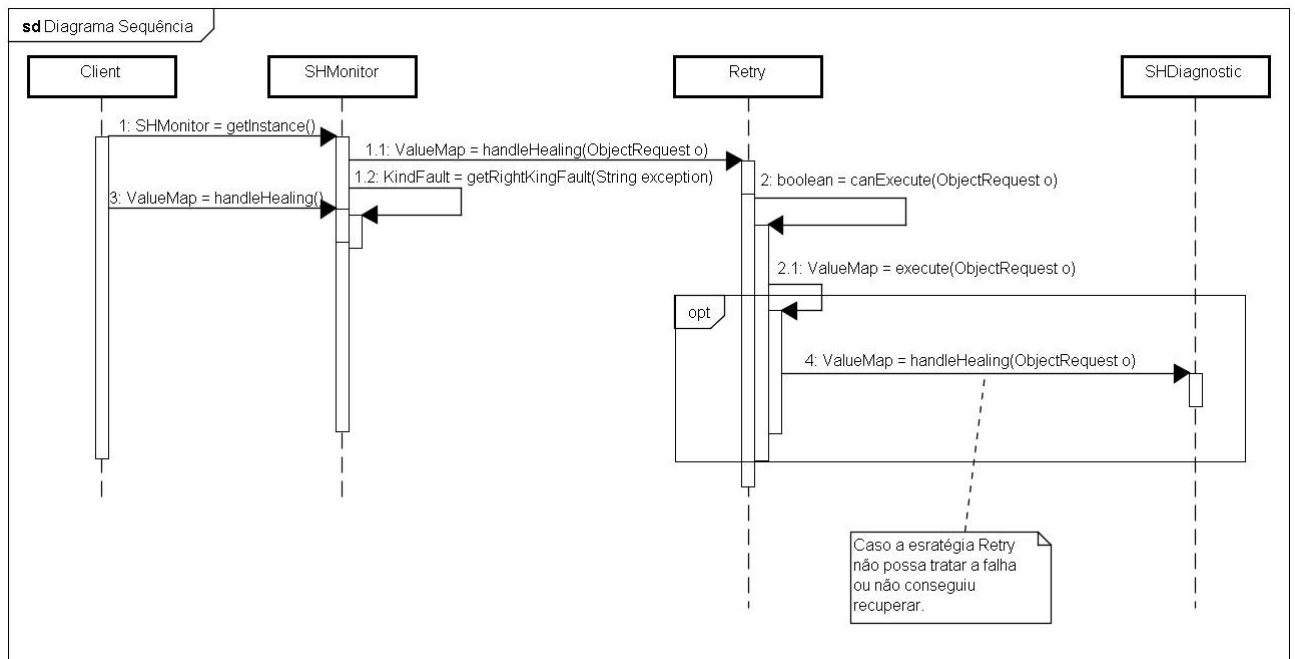 sd Diagrama Sequência
Client
SHMonitor
Retry
SHDiagnostic
1: SHMonitor = getInstance()
1.1: ValueMap = handleHealing(ObjectRequest o)
1.2: KindFault = getRightKingFault(String exception)
2: boolean = canExecute(ObjectRequest o)
3: ValueMap = handleHealing()
2.1: ValueMap = execute(ObjectRequest o)
opt
4: ValueMap = handleHealing(ObjectRequest o)
Caso a esratégia Retry
não possa tratar a falha
ou não conseguiu
recuperar.